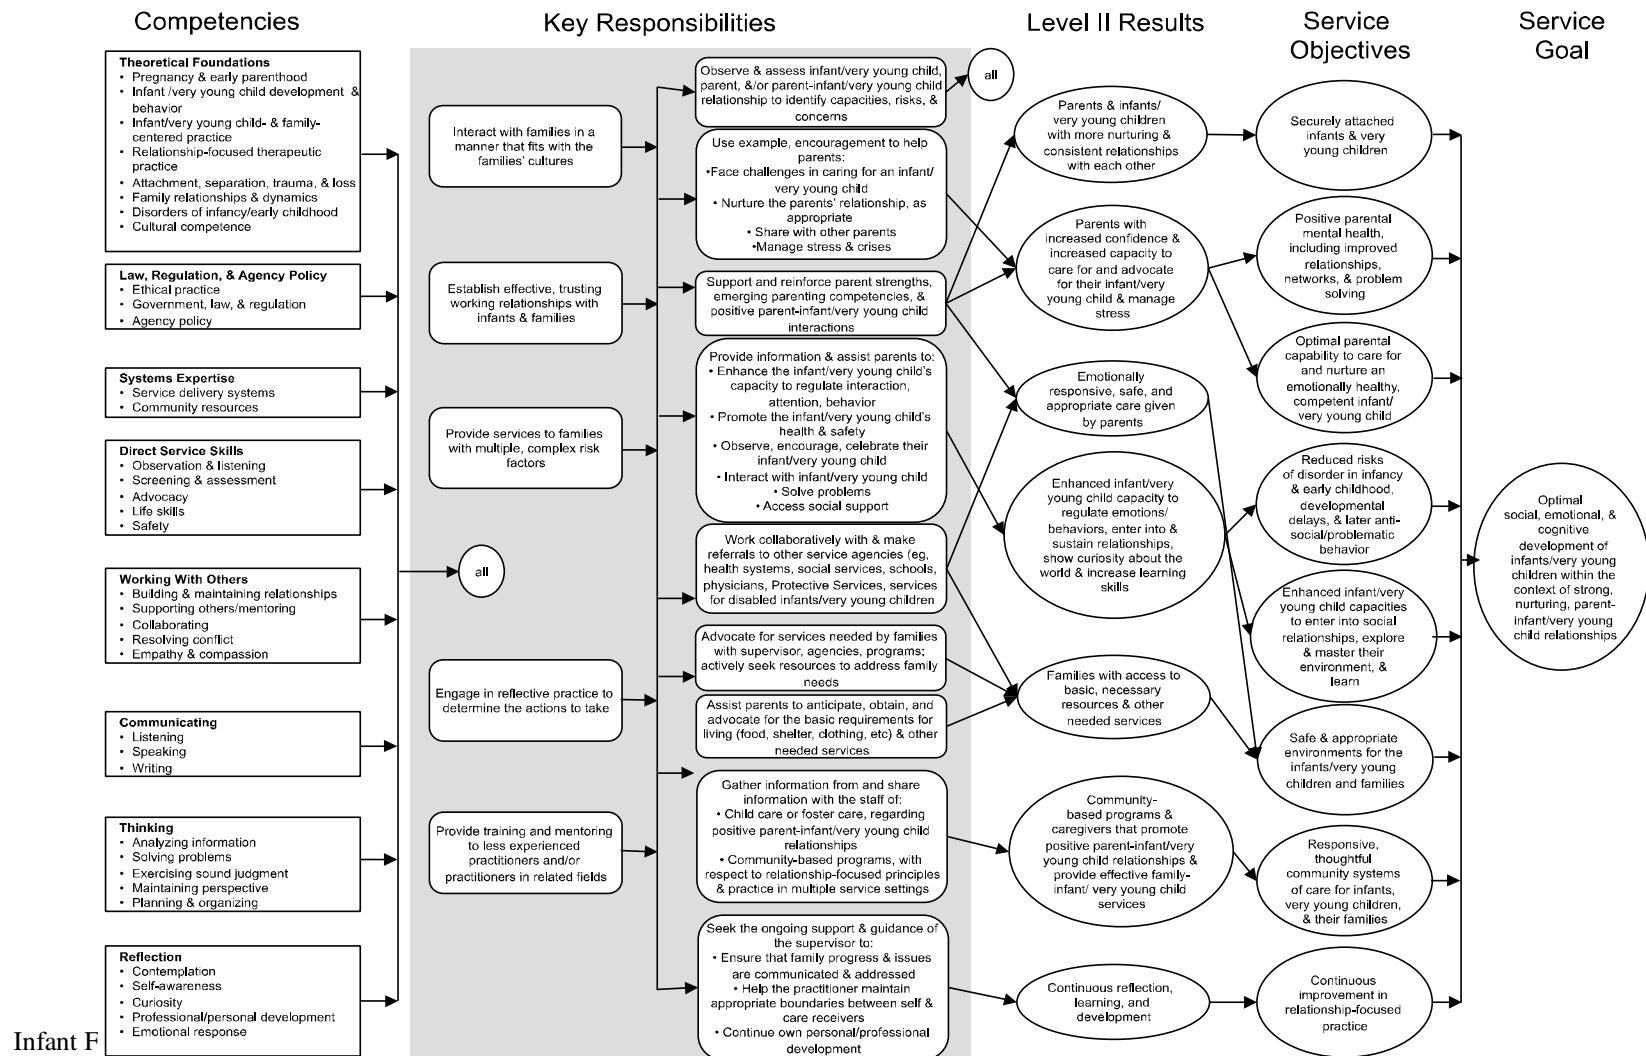 Competencies
Key Responsibilities
Level II Results
Service
Objectives
Service
Goal
Theoretical Foundations
• Pregnancy & early parenthood
• Infant /very young child development &
behavior
• Infant/very young child- & family-
centered practice
• Relationship-focused therapeutic
practice
• Attachment, separation, trauma, & loss
• Family relationships & dynamics
• Disorders of infancy/early childhood
• Cultural competence
Law, Regulation, & Agency Policy
• Ethical practice
• Government, law, & regulation
• Agency policy
Systems Expertise
• Service delivery systems
• Community resources
Direct Service Skills
• Observation & listening
• Screening & assessment
• Advocacy
• Life skills
• Safety
Working With Others
• Building & maintaining relationships
• Supporting others/mentoring
• Collaborating
• Resolving conflict
• Empathy & compassion
Communicating
• Listening
• Speaking
• Writing
Thinking
• Analyzing information
• Solving problems
• Exercising sound judgment
• Maintaining perspective
• Planning & organizing
Reflection
• Contemplation
• Self-awareness
• Curiosity
• Professional/personal development
• Emotional response
all
Interact with families in a
manner that fits with the
families' cultures
Establish effective, trusting
working relationships with
infants & families
Provide services to families
with multiple, complex risk
factors
Engage in reflective practice to
determine the actions to take
Provide training and mentoring
to less experienced
practitioners and/or
practitioners in related fields
Observe & assess infant/very young child,
parent, &/or parent-infant/very young child
relationship to identify capacities, risks, &
concerns
all
Use example, encouragement to help
parents:
•Face challenges in caring for an infant/
very young child
• Nurture the parents' relationship, as
appropriate
• Share with other parents
•Manage stress & crises
Support and reinforce parent strengths,
emerging parenting competencies, &
positive parent-infant/very young child
interactions
Provide information & assist parents to:
• Enhance the infant/very young child's
capacity to regulate interaction,
attention, behavior
• Promote the infant/very young child's
health & safety
• Observe, encourage, celebrate their
infant/very young child
• Interact with infant/very young child
• Solve problems
• Access social support
Work collaboratively with & make
referrals to other service agencies (eg,
health systems, social services, schools,
physicians, Protective Services, services
for disabled infants/very young children
Advocate for services needed by families
with supervisor, agencies, programs;
actively seek resources to address family
needs
Assist parents to anticipate, obtain, and
advocate for the basic requirements for
living (food, shelter, clothing, etc) & other
needed services
Gather information from and share
information with the staff of:
• Child care or foster care, regarding
positive parent-infant/very young child
relationships
• Community-based programs, with
respect to relationship-focused principles
& practice in multiple service settings
Seek the ongoing support & guidance of
the supervisor to:
• Ensure that family progress & issues
are communicated & addressed
• Help the practitioner maintain
appropriate boundaries between self &
care receivers
• Continue own personal/professional
development
Parents & infants/
very young children
with more nurturing &
consistent relationships
with each other
Parents with
increased confidence &
increased capacity to
care for and advocate
for their infant/very
young child & manage
stress
Emotionally
responsive, safe, and
appropriate care given
by parents
Enhanced infant/very
young child capacity to
regulate emotions/
behaviors, enter into &
sustain relationships,
show curiosity about the
world & increase learning
skills
Families with access to
basic, necessary
resources & other
needed services
Community-
based programs &
caregivers that promote
positive parent-infant/very
young child relationships &
provide effective family-
infant/ very young child
services
Continuous reflection,
learning, and
development
Securely attached
infants & very
young children
Positive parental
mental health,
including improved
relationships,
networks, & problem
solving
Optimal parental
capability to care for
and nurture an
emotionally healthy,
competent infant/
very young child
Reduced risks
of disorder in infancy
& early childhood,
developmental
delays, & later anti-
social/problematic
behavior
Enhanced infant/very
young child capacities
to enter into social
relationships, explore
& master their
environment, &
learn
Safe & appropriate
environments for the
infants/very young
children and families
Responsive,
thoughtful
community systems
of care for infants,
very young children,
& their families
Continuous
improvement in
relationship-focused
practice
Optimal
social, emotional, &
cognitive
development of
infants/very young
children within the
context of strong,
nurturing, parent-
infant/very young
child relationships
Infant F